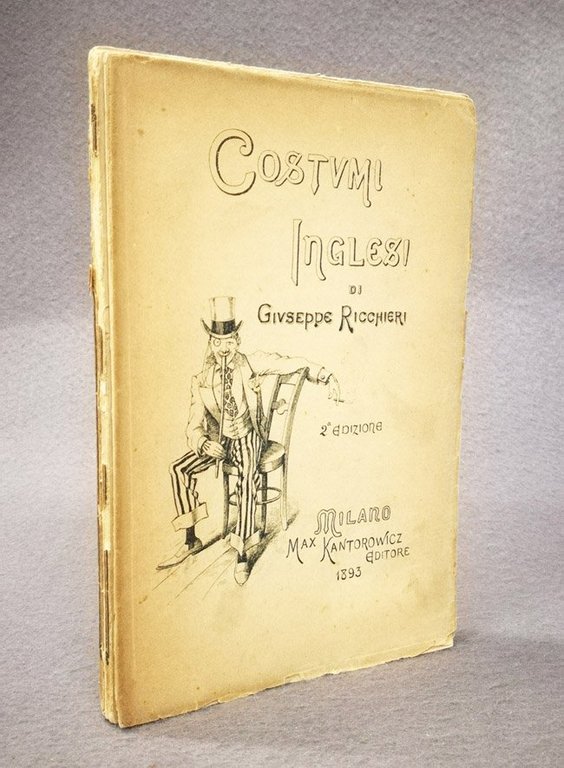 COSTVMI
INGLESI
DI
GIVSEPPE RICCHIERI
2ª EDIZIONE
MILANO
MAX KANTOROWICZ
EDITORE
1893